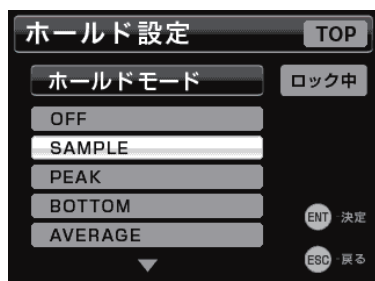 ホールド設定 TOP
ホールドモード ロック中
OFF
SAMPLE
PEAK
BOTTOM
AVERAGE
ENT - 決定
ESC - 戻る